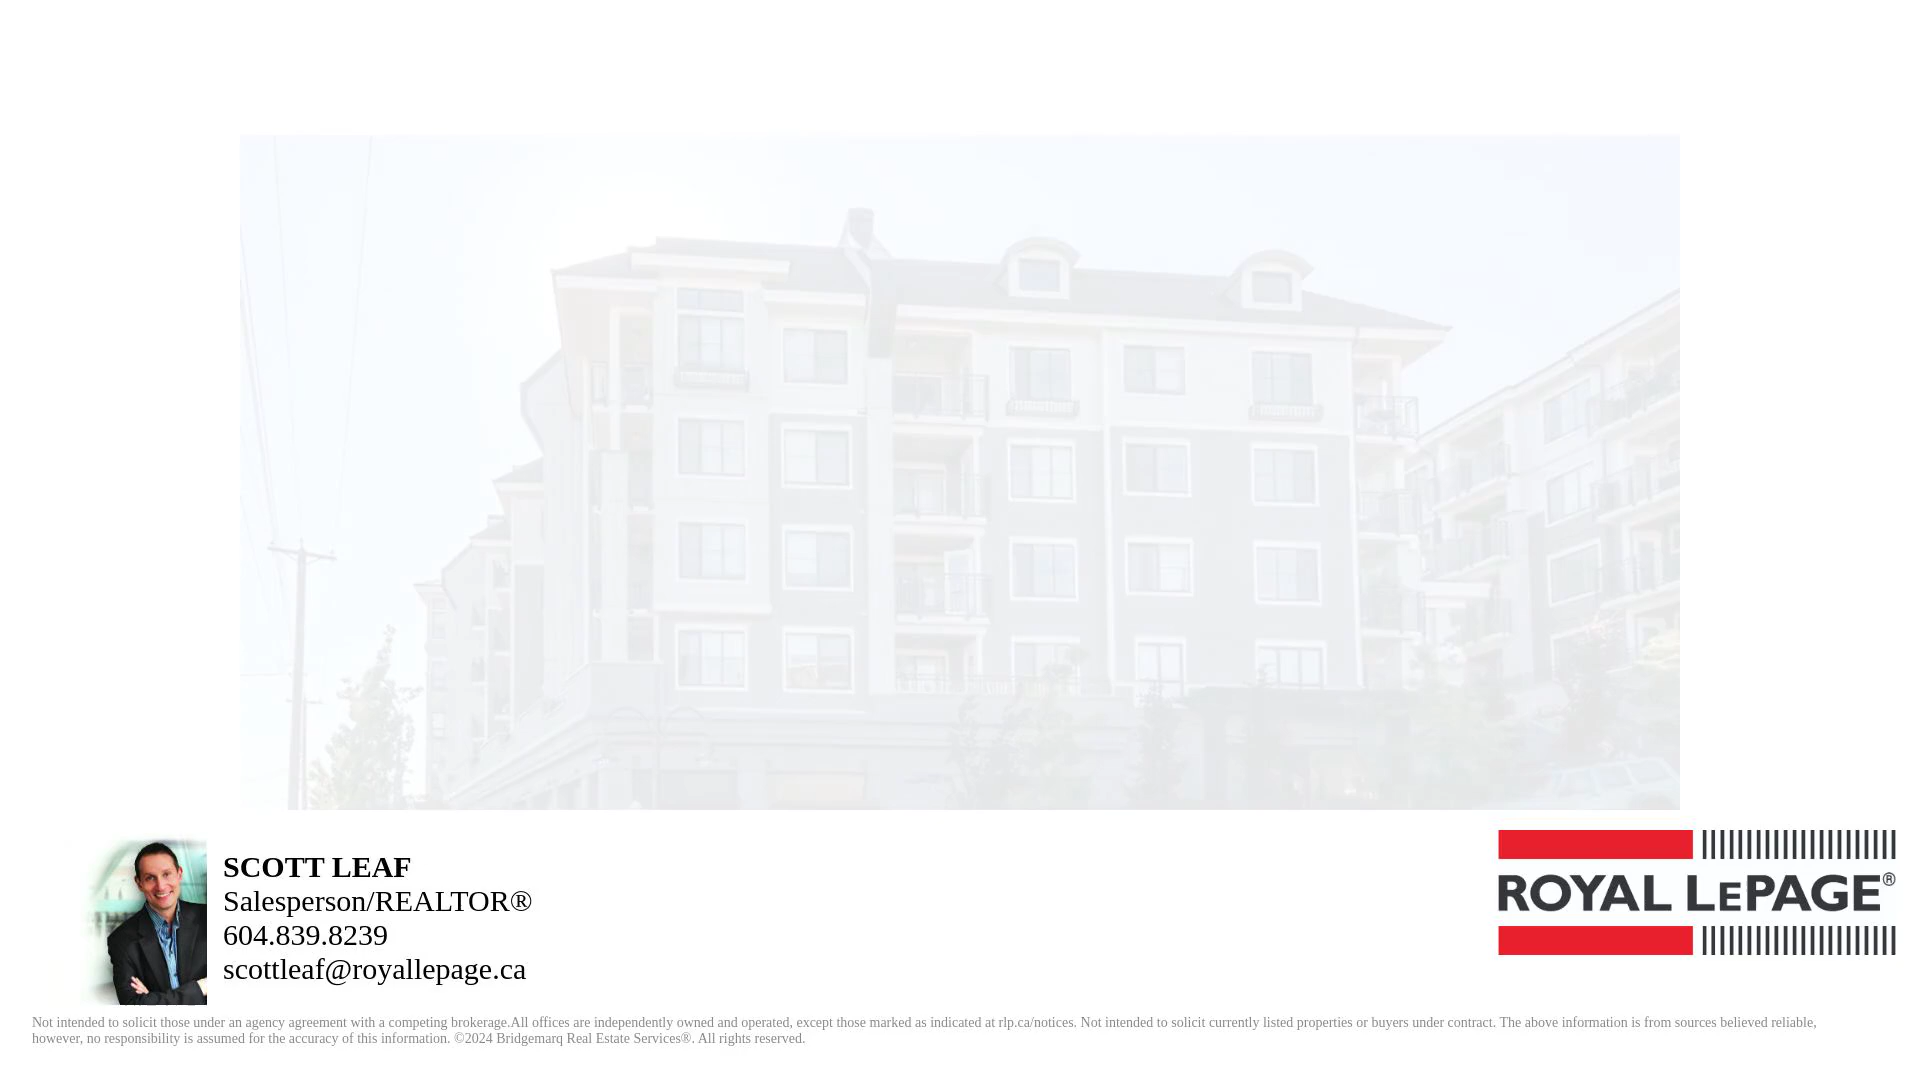 SCOTT LEAF
Salesperson/REALTOR®
604.839.8239
scottleaf@royallepage.ca
ROYAL LEPAGE®
Not intended to solicit those under an agency agreement with a competing brokerage.All offices are independently owned and operated, except those marked as indicated at rlp.ca/notices. Not intended to solicit currently listed properties or buyers under contract. The above information is from sources believed reliable,
however, no responsibility is assumed for the accuracy of this information. ©2024 Bridgemarq Real Estate Services®. All rights reserved.